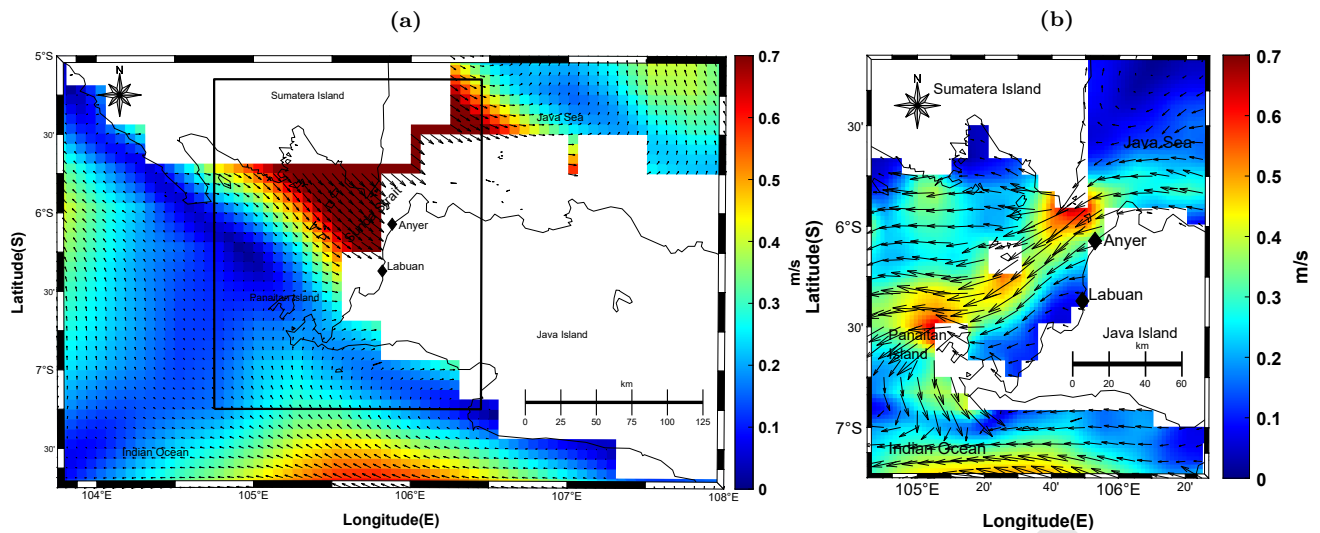 (a)
5°S
30'
6°S
30'
7°S
30'
104°E
105°E
106°E
107°E
108°E
Latitude(S)
Longitude(E)
N
Sumatera Island
Java Sea
Anyer
Labuan
Panaitan Island
Java Island
Indian Ocean
km
0 25 50 75 100 125
0.7
0.6
0.5
0.4
0.3
0.2
0.1
0
m/s
(b)
30'
6°S
30'
7°S
105°E
20'
40'
106°E
20'
Latitude(S)
Longitude(E)
N
Sumatera Island
Java Sea
Anyer
Labuan
Panaitan
Island
Java Island
km
0 20 40 60
Indian Ocean
0.7
0.6
0.5
0.4
0.3
0.2
0.1
0
m/s